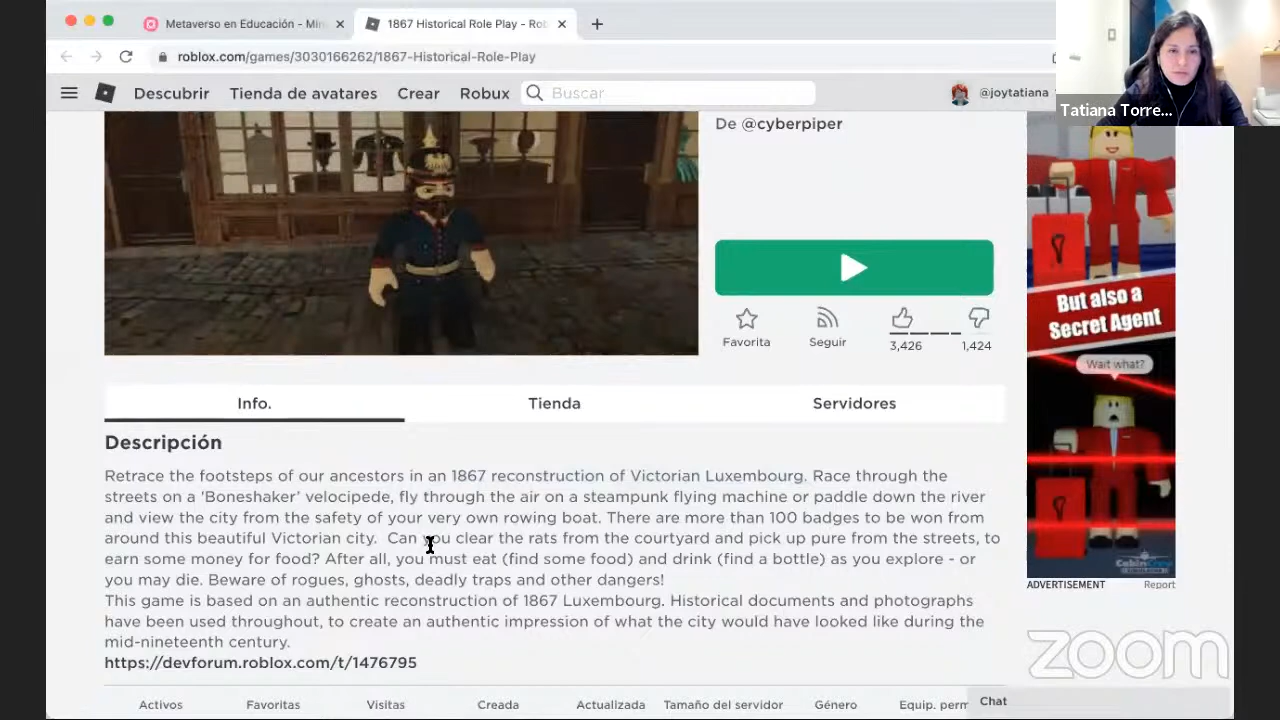 Metaverso en Educación - Min
1867 Historical Role Play - Rob
roblox.com/games/3030166262/1867-Historical-Role-Play
Descubrir
Tienda de avatares
Crear
Robux
Buscar
@joytatiana
Tatiana Torre...
De @cyberpiper
Favorita
Seguir
3,426
1,424
But also a
Secret Agent
Wait what?
ADVERTISEMENT
Report
Info.
Tienda
Servidores
Descripción
Retrace the footsteps of our ancestors in an 1867 reconstruction of Victorian Luxembourg. Race through the
streets on a 'Boneshaker' velocipede, fly through the air on a steampunk flying machine or paddle down the river
and view the city from the safety of your very own rowing boat. There are more than 100 badges to be won from
around this beautiful Victorian city. Can you clear the rats from the courtyard and pick up pure from the streets, to
earn some money for food? After all, you must eat (find some food) and drink (find a bottle) as you explore - or
you may die. Beware of rogues, ghosts, deadly traps and other dangers!
This game is based on an authentic reconstruction of 1867 Luxembourg. Historical documents and photographs
have been used throughout, to create an authentic impression of what the city would have looked like during the
mid-nineteenth century.
https://devforum.roblox.com/t/1476795
zoom
Activos
Favoritas
Visitas
Creada
Actualizada
Tamaño del servidor
Género
Equip. perm
Chat